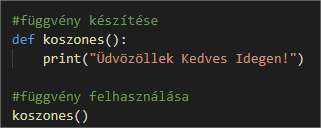 #függvény készítése
def koszones():
    print("Üdvözöllek Kedves Idegen!")
#függvény felhasználása
koszones()